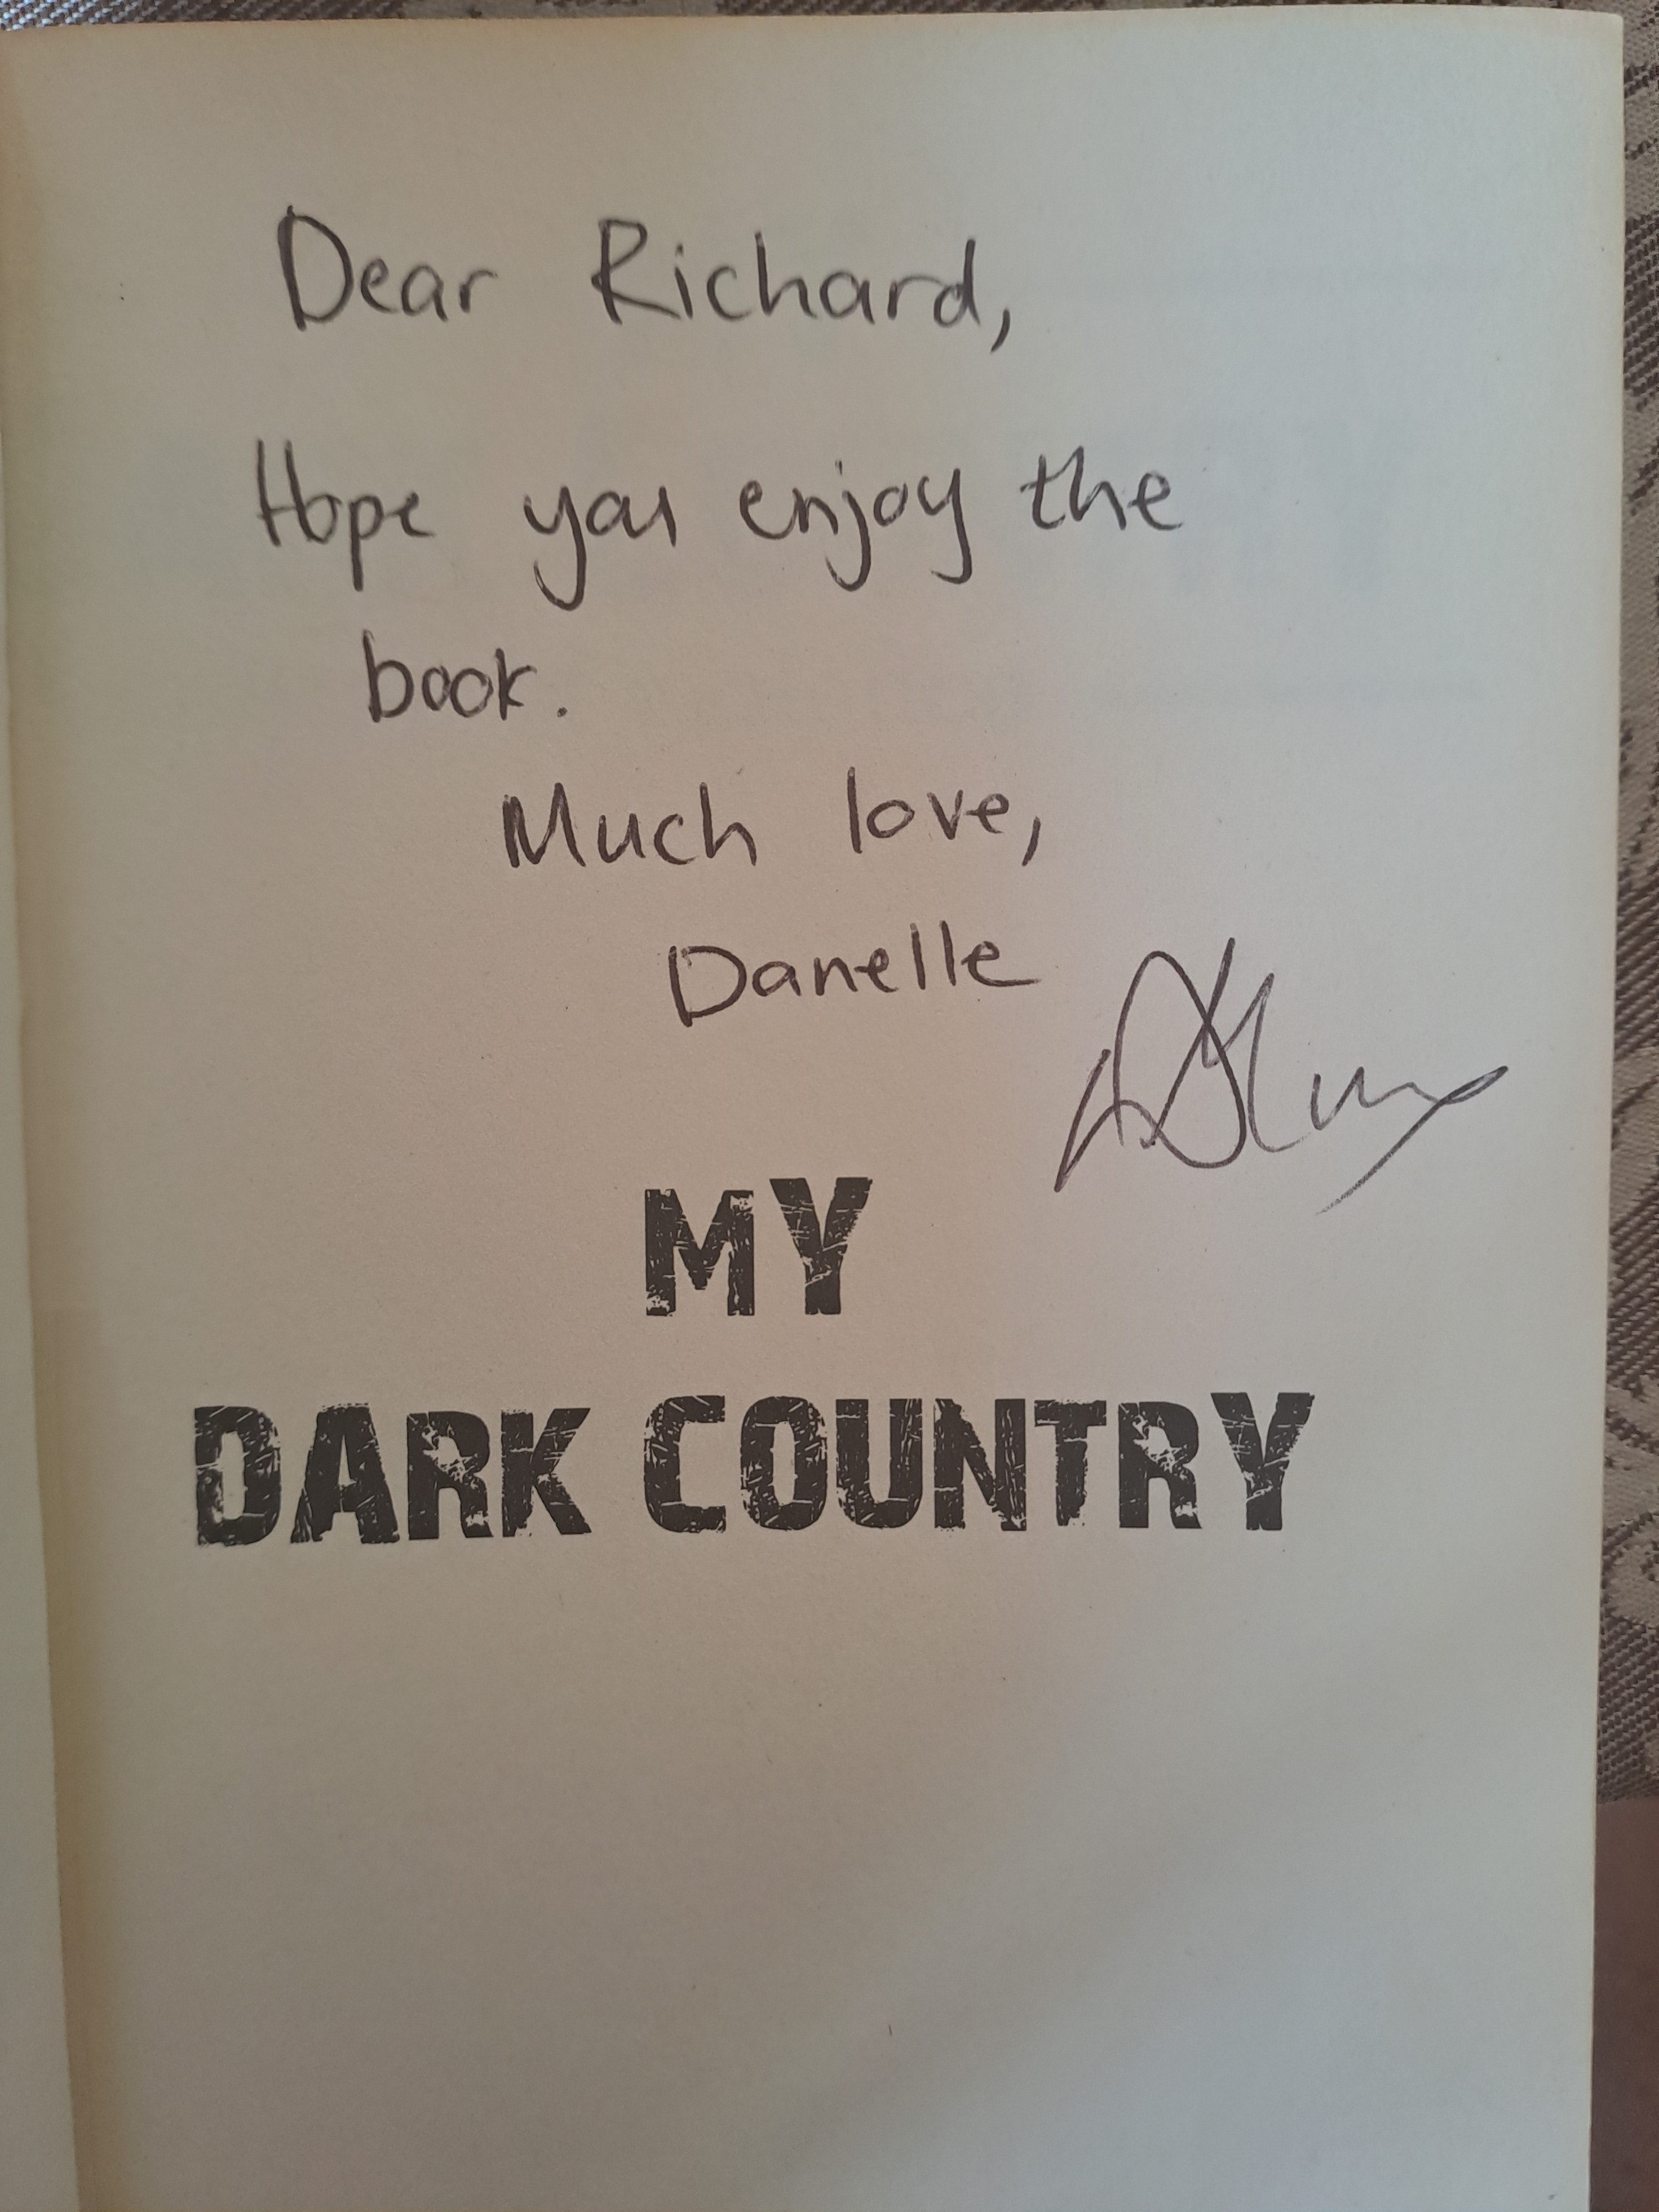 Dear Richard,
Hope you enjoy the
book.
Much love,
Danelle
MY
DARK COUNTRY